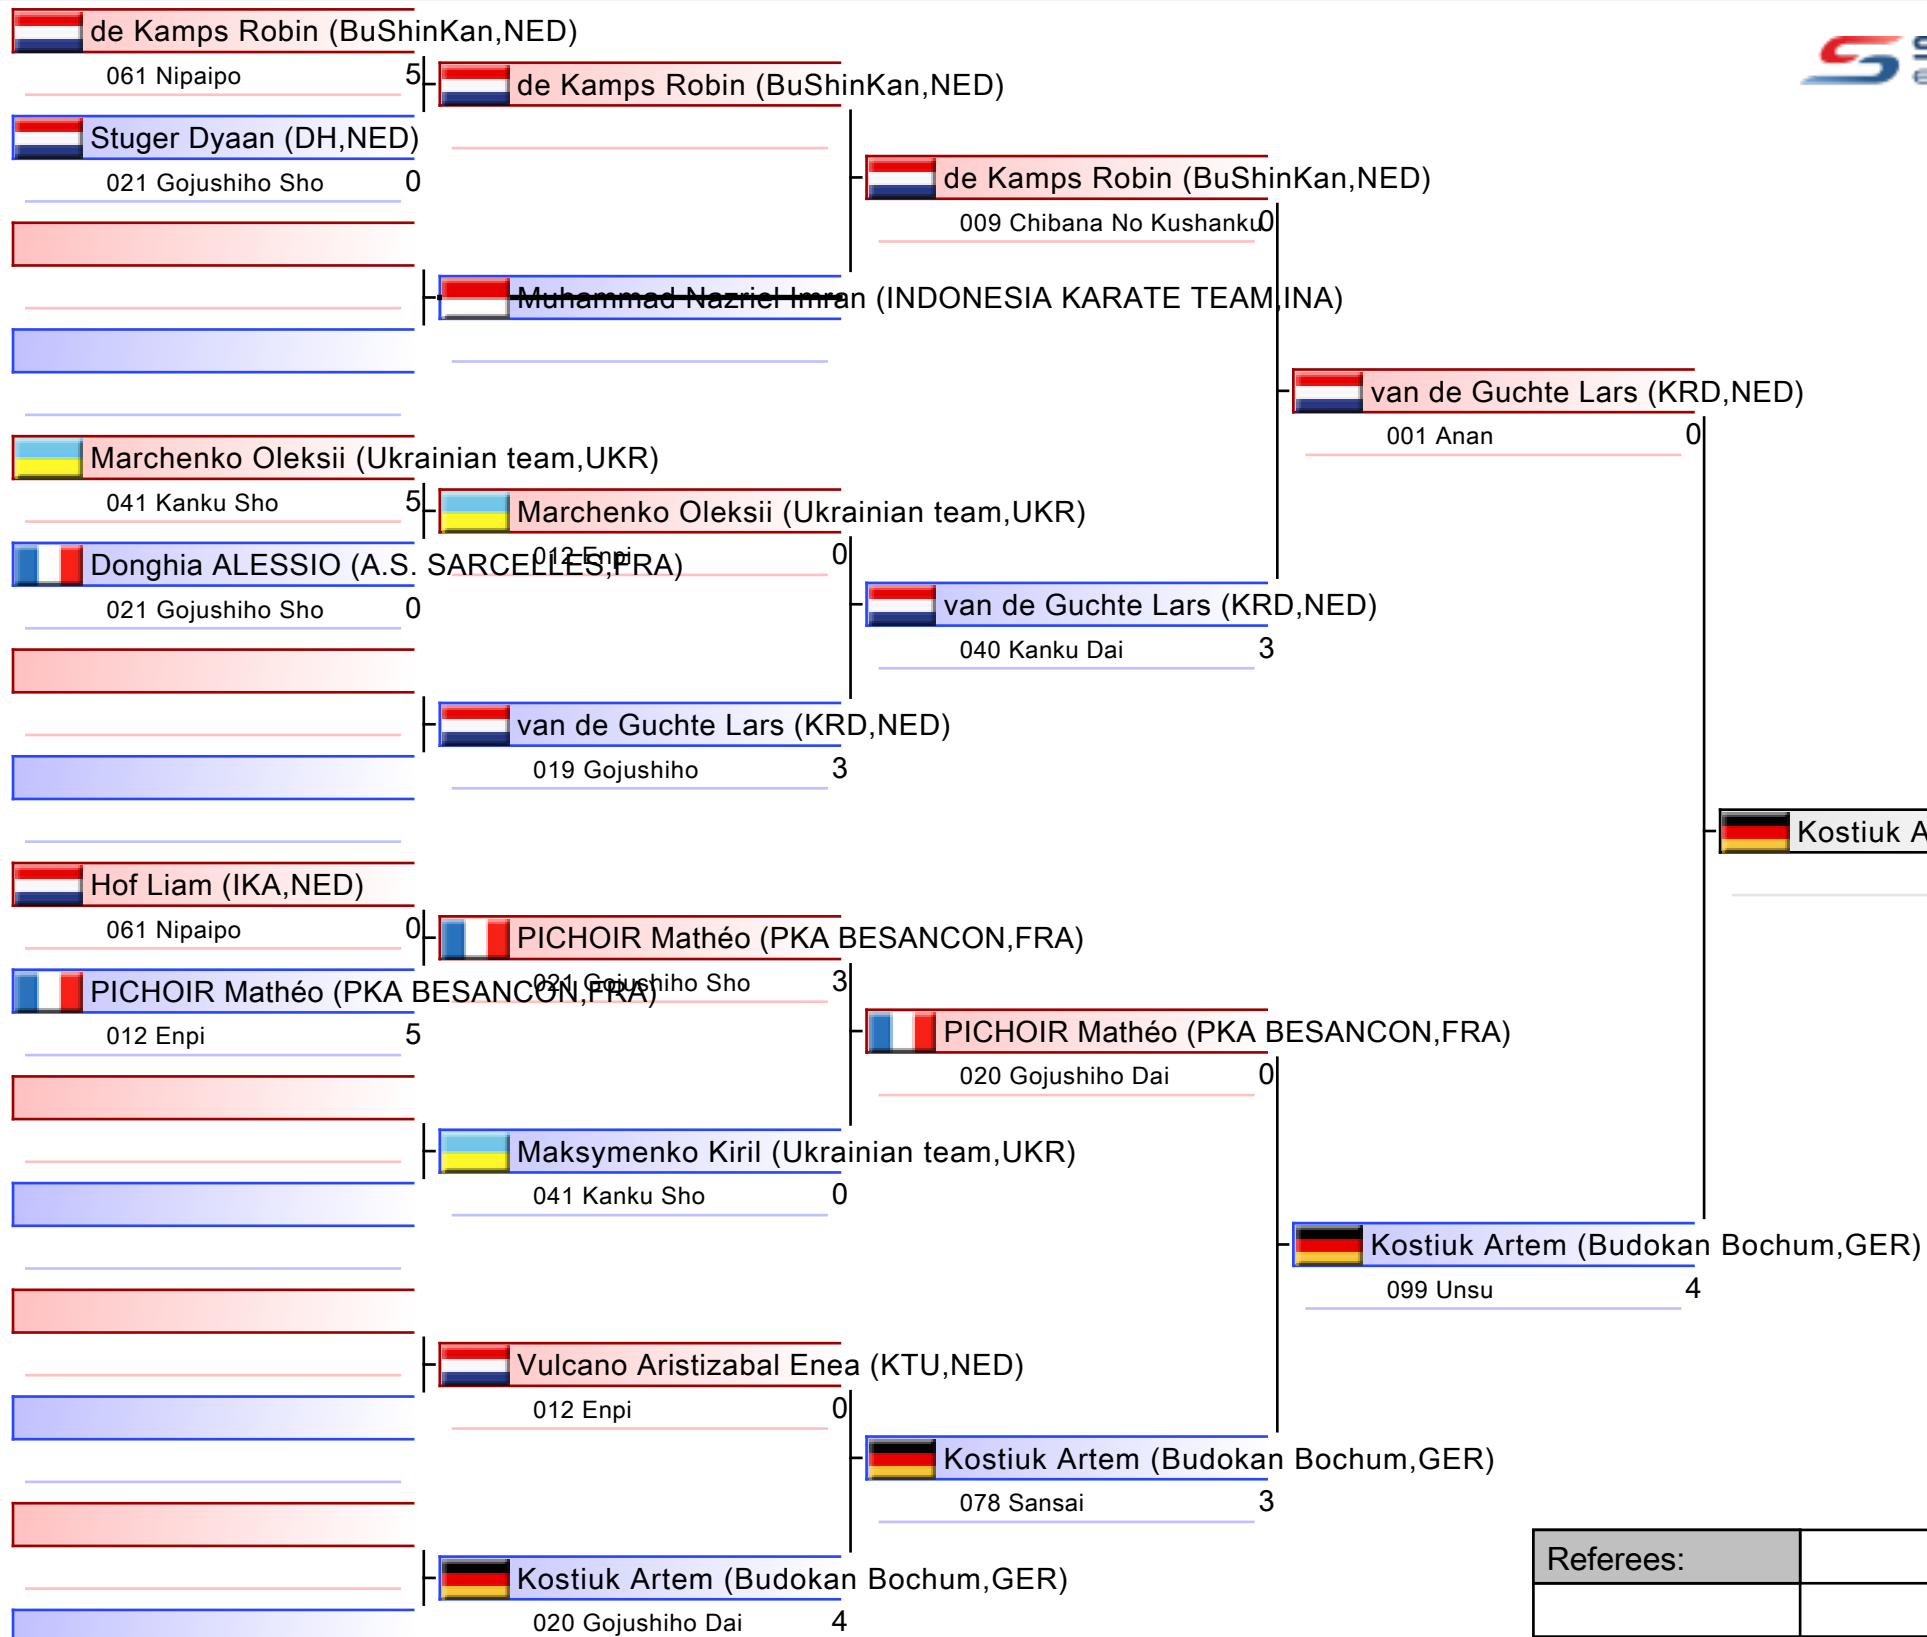 de Kamps Robin (BuShinKan,NED)
061 Nipaipo 5
Stuger Dyaan (DH,NED)
021 Gojushiho Sho 0
Marchenko Oleksii (Ukrainian team,UKR)
041 Kanku Sho 5
Donghia ALESSIO (A.S. SARCELLES,FRA)
021 Gojushiho Sho 0
Hof Liam (IKA,NED)
061 Nipaipo 0
PICHOIR Mathéo (PKA BESANCON,FRA)
012 Enpi 5
de Kamps Robin (BuShinKan,NED)
Muhammad Nazriel Imran (INDONESIA KARATE TEAM,INA)
Marchenko Oleksii (Ukrainian team,UKR)
012 Enpi 0
van de Guchte Lars (KRD,NED)
019 Gojushiho 3
PICHOIR Mathéo (PKA BESANCON,FRA)
021 Gojushiho Sho 3
Maksymenko Kiril (Ukrainian team,UKR)
041 Kanku Sho 0
Vulcano Aristizabal Enea (KTU,NED)
012 Enpi 0
Kostiuk Artem (Budokan Bochum,GER)
020 Gojushiho Dai 4
de Kamps Robin (BuShinKan,NED)
009 Chibana No Kushanku 0
van de Guchte Lars (KRD,NED)
040 Kanku Dai 3
PICHOIR Mathéo (PKA BESANCON,FRA)
020 Gojushiho Dai 0
Kostiuk Artem (Budokan Bochum,GER)
078 Sansai 3
van de Guchte Lars (KRD,NED)
001 Anan 0
Kostiuk Artem (Budokan Bochum,GER)
099 Unsu 4
Kostiuk A
Referees: